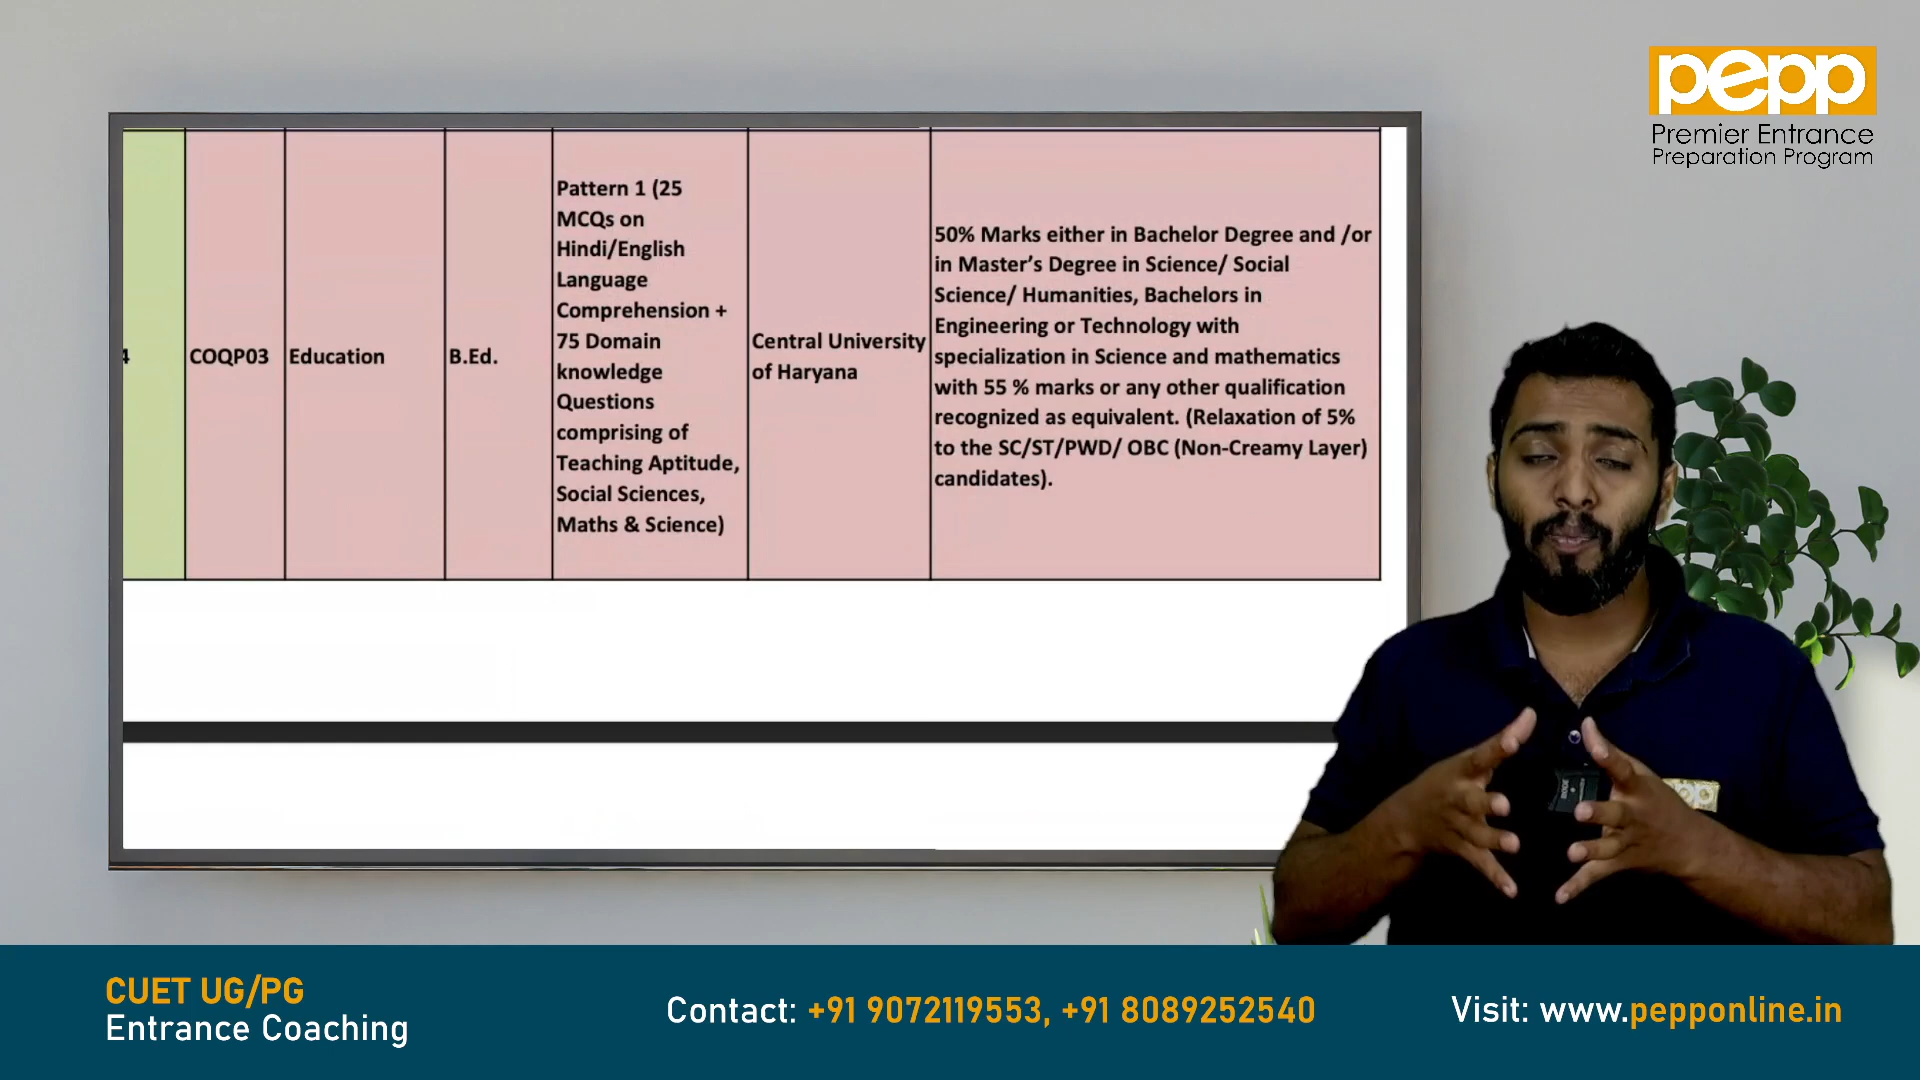 pepp
Premier Entrance
Preparation Program
4
COQP03
Education
B.Ed.
Pattern 1 (25
MCQs on
Hindi/English
Language
Comprehension +
75 Domain
knowledge
Questions
comprising of
Teaching Aptitude,
Social Sciences,
Maths & Science)
Central University
of Haryana
50% Marks either in Bachelor Degree and /or
in Master’s Degree in Science/ Social
Science/ Humanities, Bachelors in
Engineering or Technology with
specialization in Science and mathematics
with 55 % marks or any other qualification
recognized as equivalent. (Relaxation of 5%
to the SC/ST/PWD/ OBC (Non-Creamy Layer)
candidates).
CUET UG/PG
Entrance Coaching
Contact: +91 9072119553, +91 8089252540
Visit: www.pepponline.in